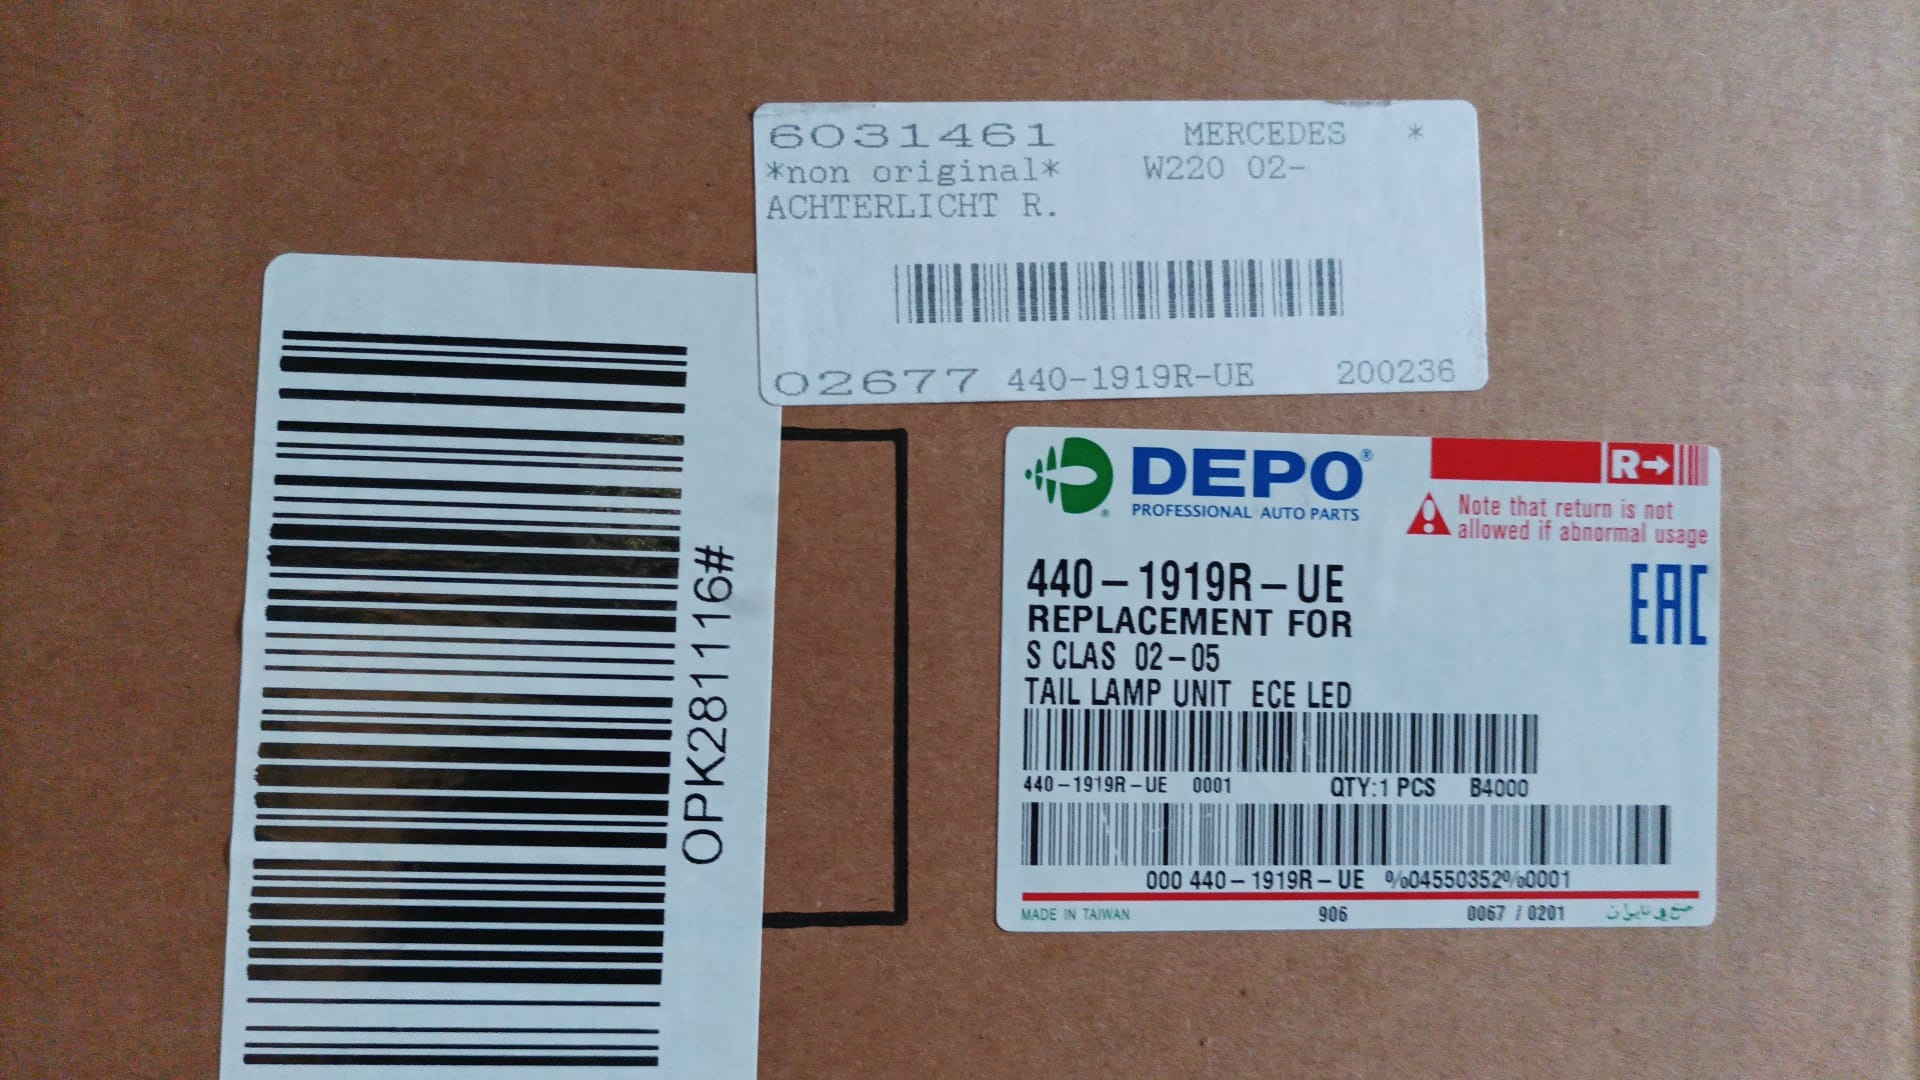 6031461 MERCEDES *
*non original* W220 02-
ACHTERLICHT R.
02677 440-1919R-UE 200236
OPK281116#
DEPO®
PROFESSIONAL AUTO PARTS
R→
Note that return is not
allowed if abnormal usage
440-1919R-UE
REPLACEMENT FOR
S CLAS 02-05
TAIL LAMP UNIT ECE LED
EAC
440-1919R-UE 0001 QTY:1 PCS B4000
000 440-1919R-UE %04550352%0001
MADE IN TAIWAN 906 0067 / 0201 صنع في تايوان